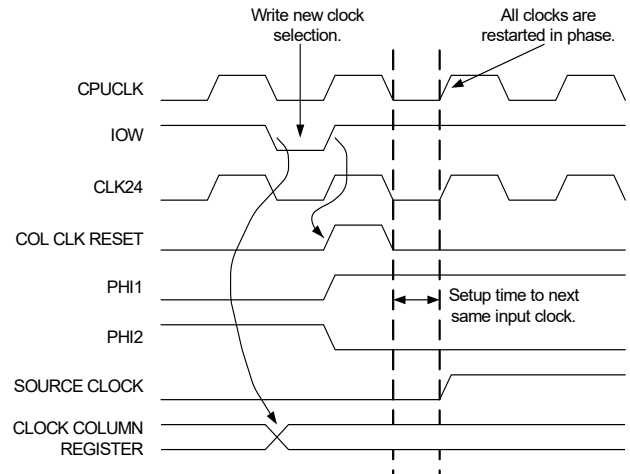 Write new clock
selection.
All clocks are
restarted in phase.
CPUCLK
IOW
CLK24
COL CLK RESET
PHI1
Setup time to next
same input clock.
PHI2
SOURCE CLOCK
CLOCK COLUMN
REGISTER